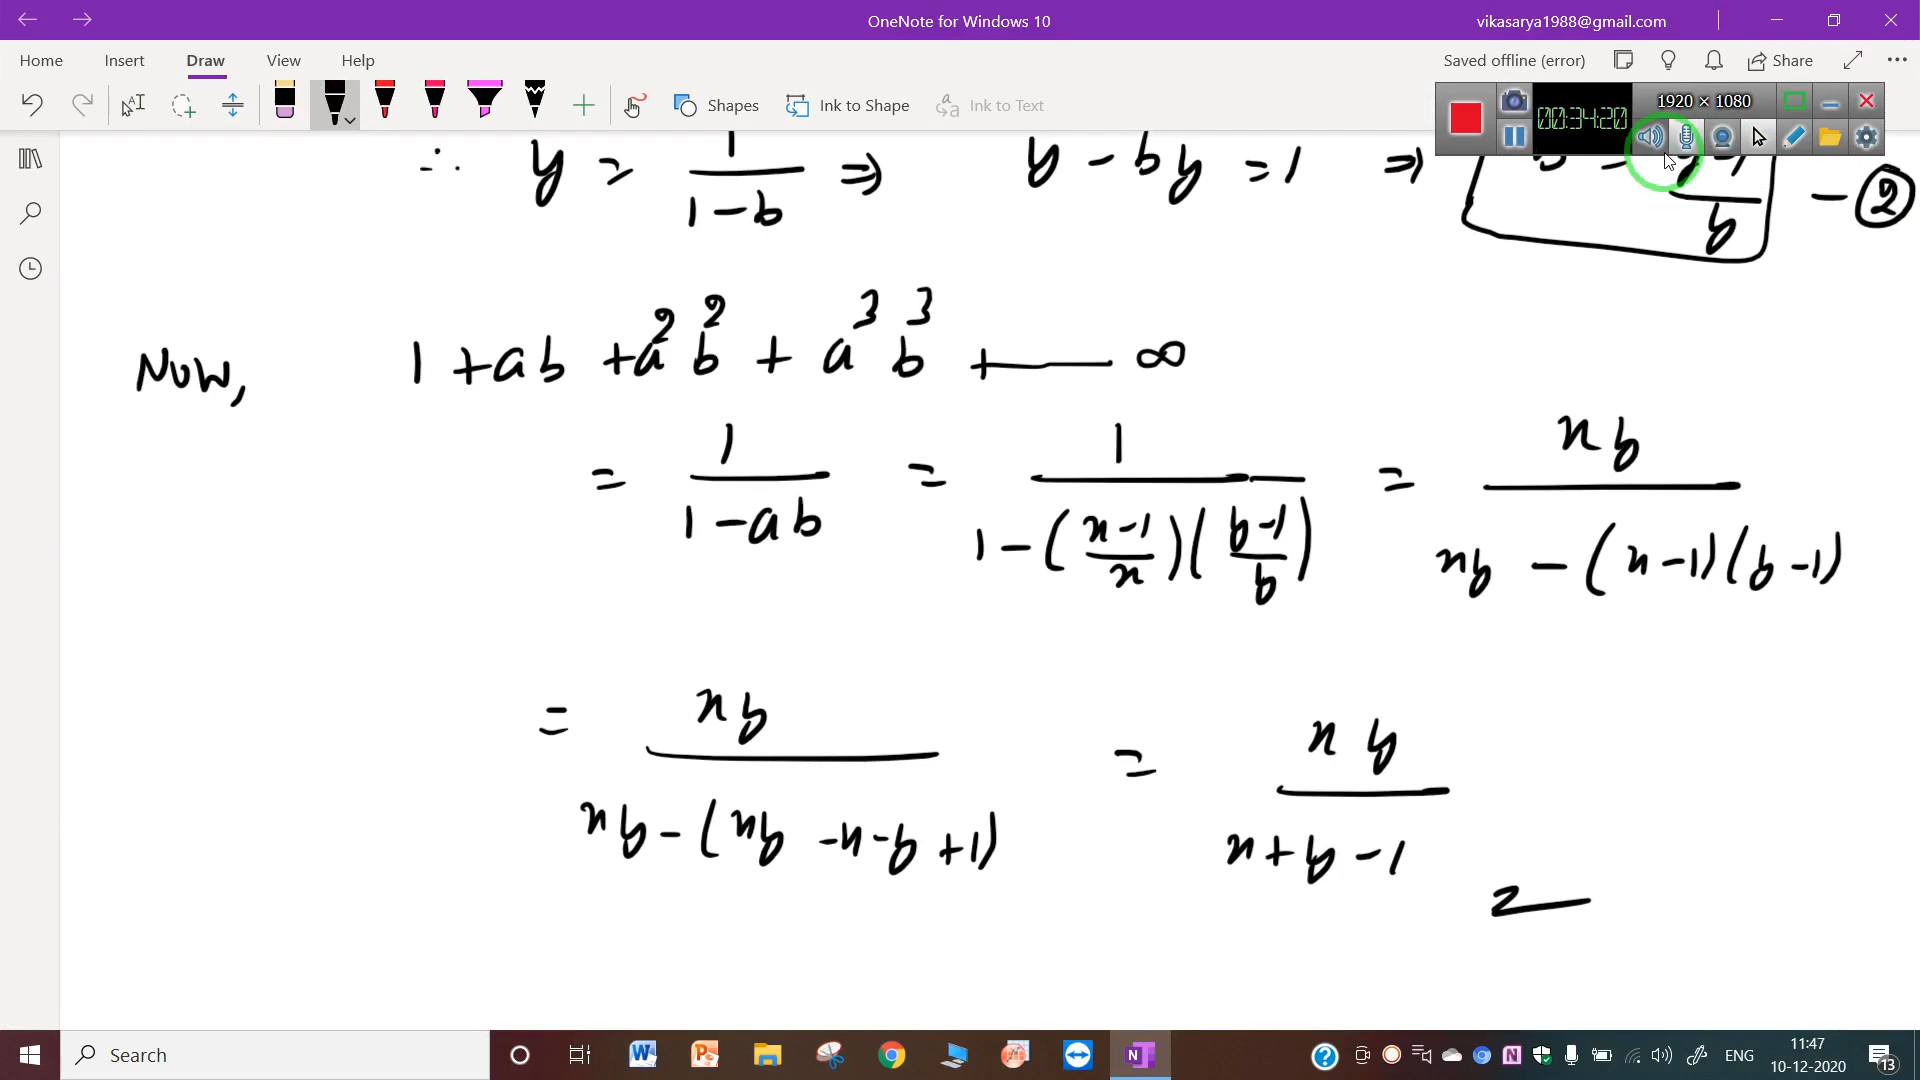 OneNote for Windows 10
vikasarya1988@gmail.com
Home Insert Draw View Help
Saved offline (error) Share
Shapes Ink to Shape Ink to Text
1920 × 1080
00:34:20
∴ y = 1/(1-b) ⇒ y - by = 1 ⇒ b = (y-1)/y - ②
Now, 1 + ab + a²b² + a³b³ + —— ∞
= 1/(1-ab) = 1/(1-((x-1)/x)((y-1)/y)) = xy/(xy - (x-1)(y-1))
= xy/(xy-(xy-x-y+1)) = xy/(x+y-1)
Search
ENG
11:47
10-12-2020
13